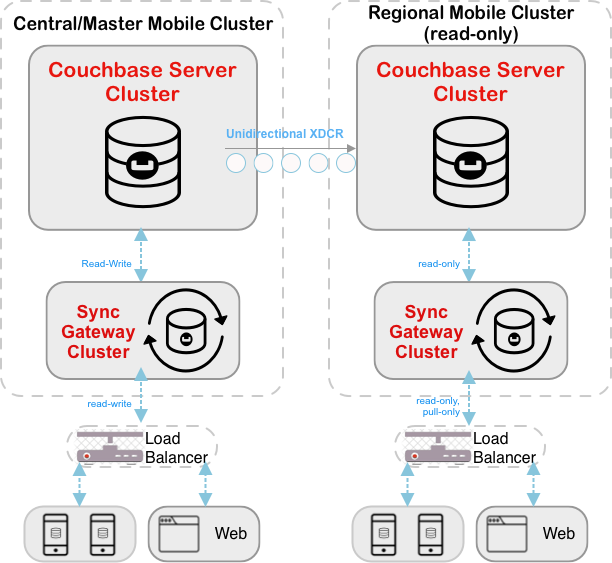 Central/Master Mobile Cluster
Couchbase Server
Cluster
Read-Write
Sync
Gateway
Cluster
read-write
Load
Balancer
Web
Unidirectional XDCR
Regional Mobile Cluster
(read-only)
Couchbase Server
Cluster
read-only
Sync
Gateway
Cluster
read-only,
pull-only
Load
Balancer
Web